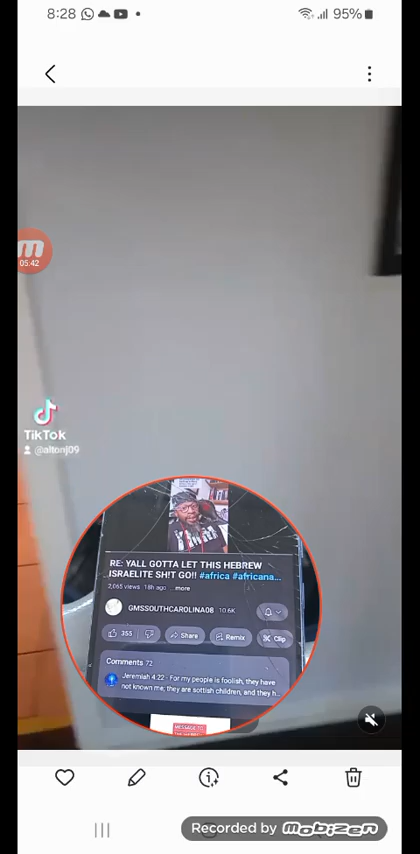 8:28
95%
05:42
TikTok
@altonj09
RE: YALL GOTTA LET THIS HEBREW
ISRAELITE SH!T GO!! #africa #africana...
2,065 views 18h ago ...more
GMSSOUTHCAROLINA08 10.6K
355 Share Remix Clip
Comments 72
Jeremiah 4:22 - For my people is foolish, they have
not known me; they are sottish children, and they h...
MESSAGE TO
Recorded by mobizen